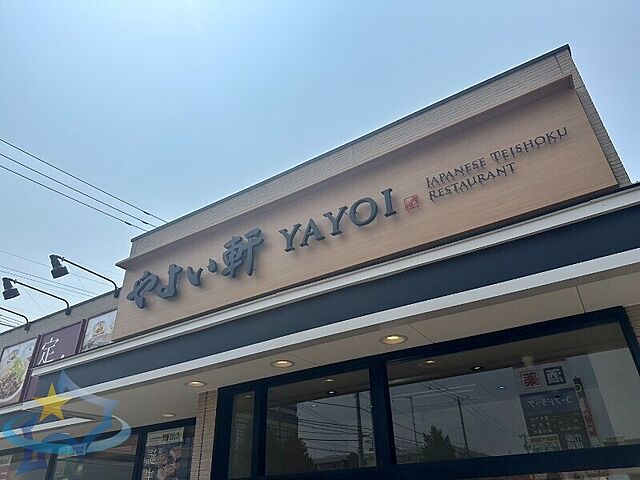 やよい軒 YAYOI
JAPANESE TEISHOKU
RESTAURANT
定